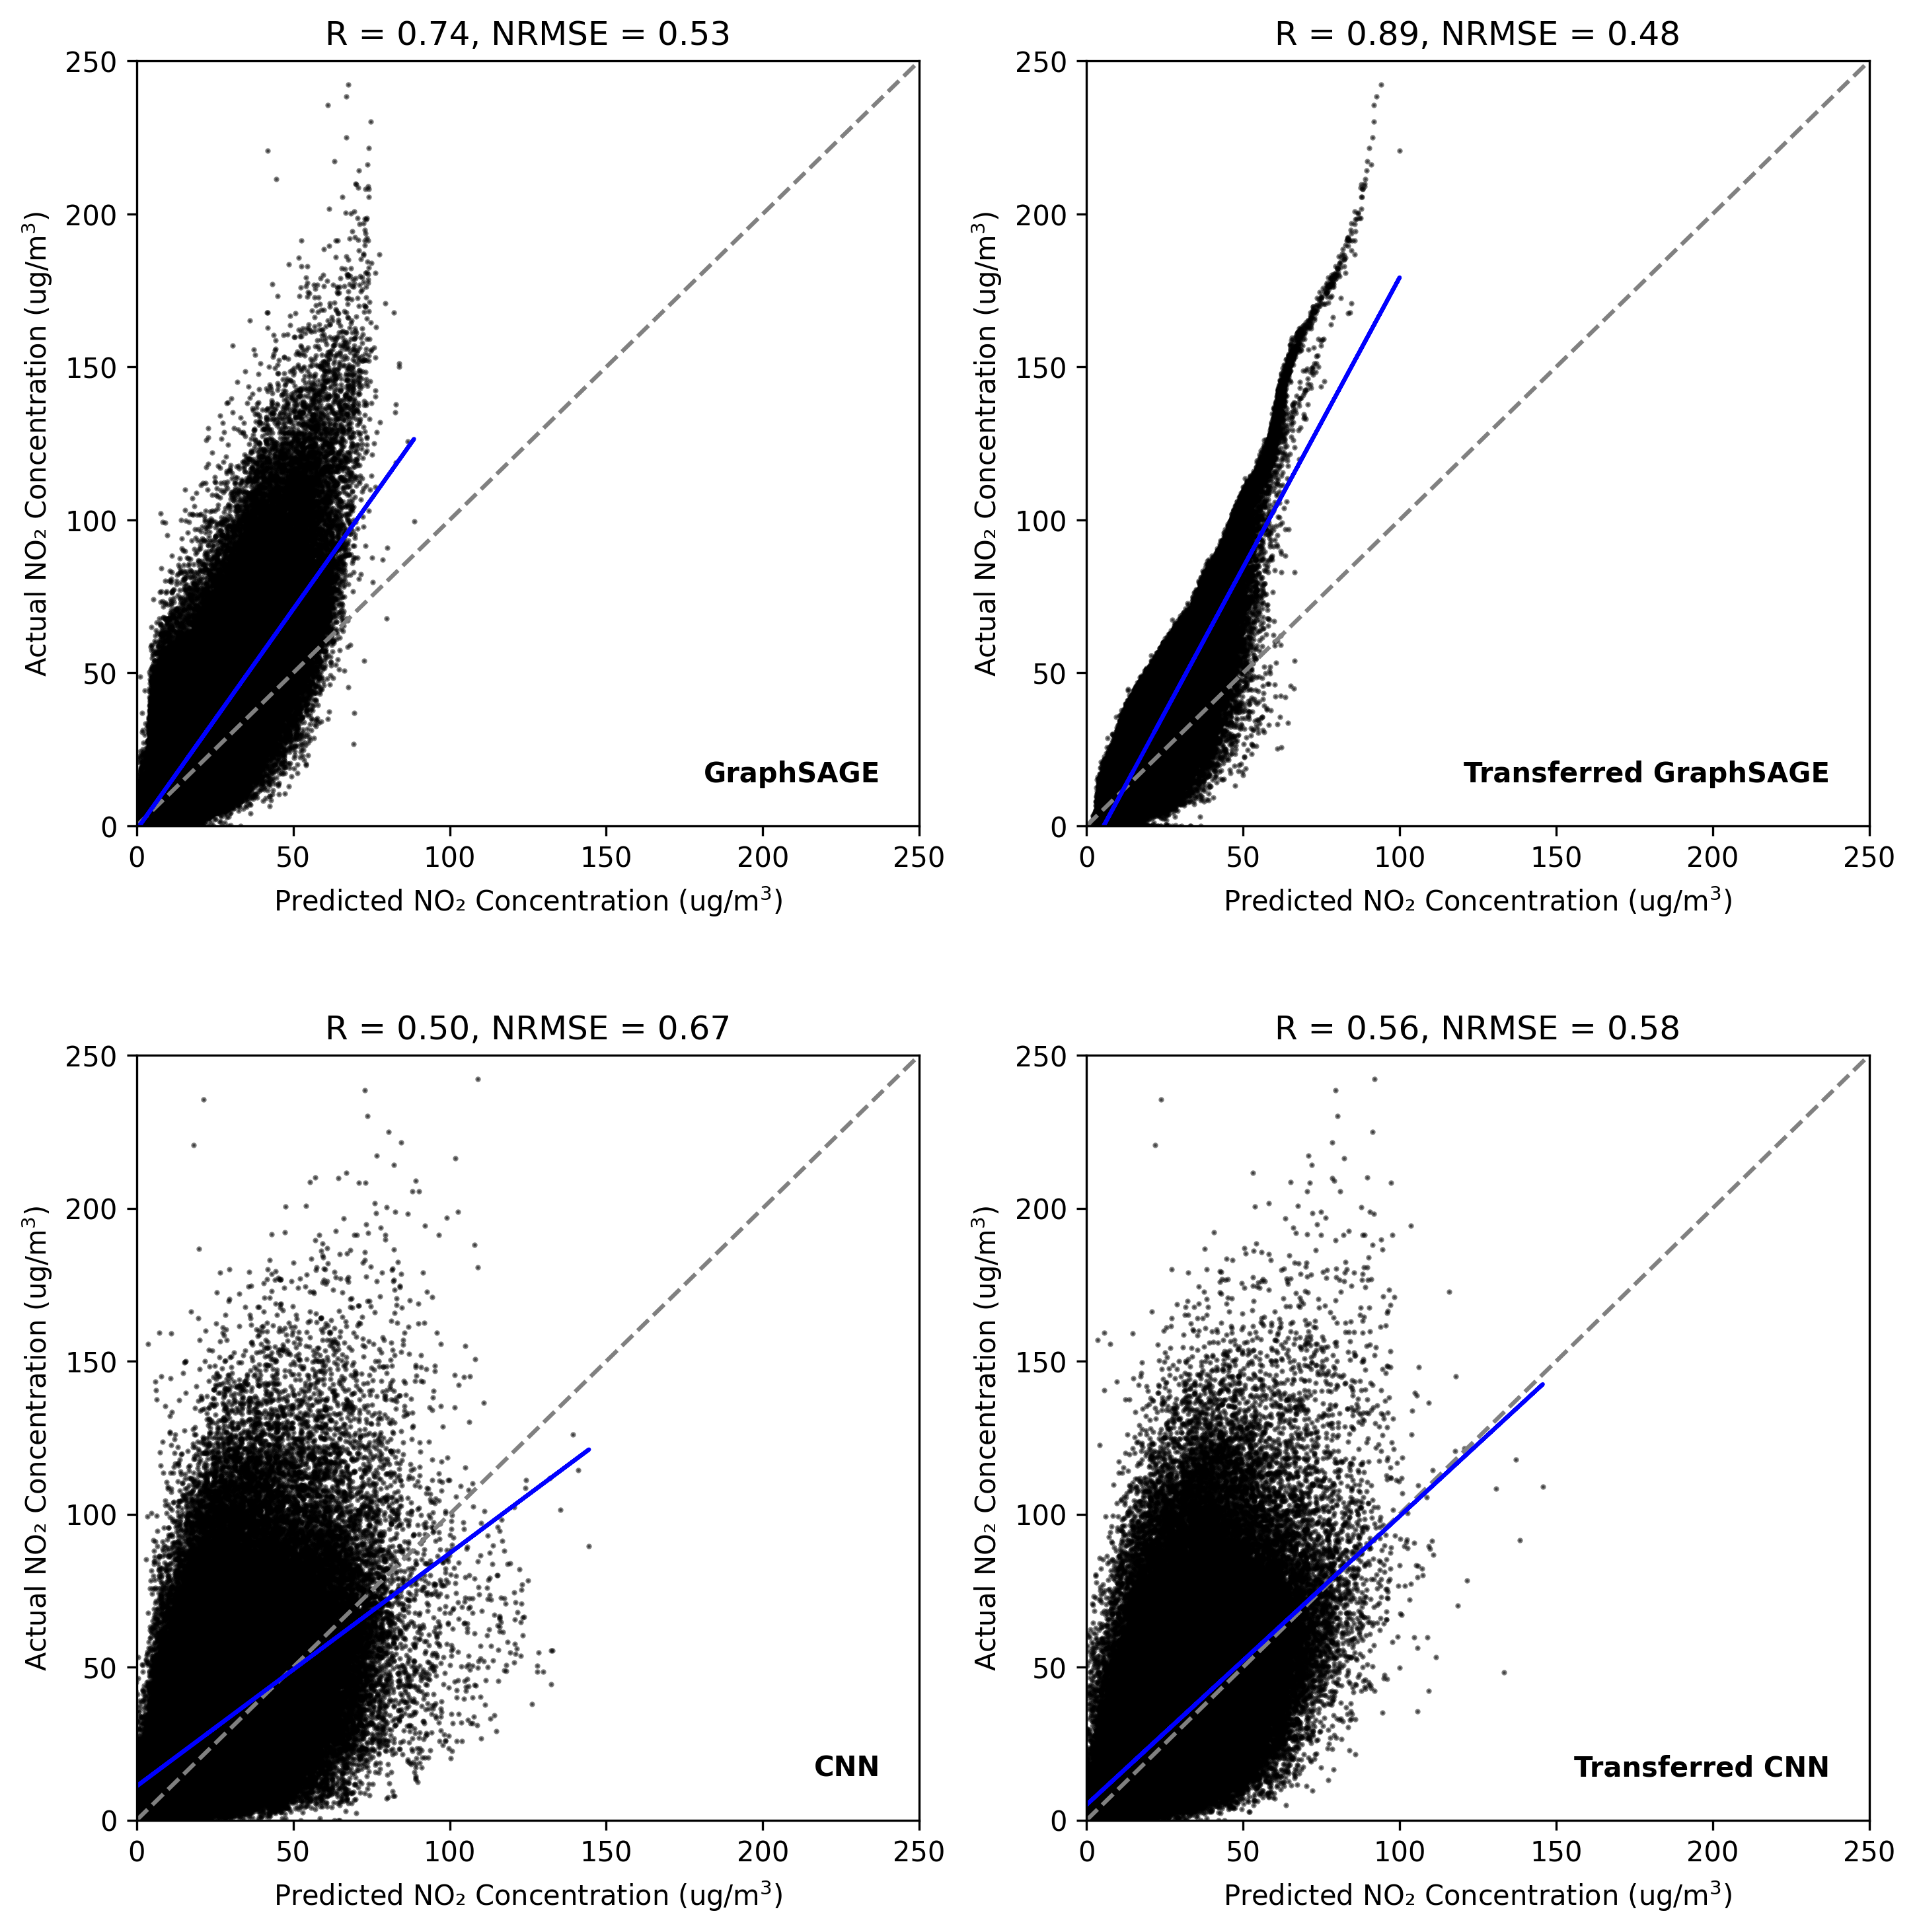 R = 0.74, NRMSE = 0.53
250
200
150
100
50
0
Actual NO₂ Concentration (ug/m³)
GraphSAGE
0 50 100 150 200 250
Predicted NO₂ Concentration (ug/m³)
R = 0.89, NRMSE = 0.48
250
200
150
100
50
0
Actual NO₂ Concentration (ug/m³)
Transferred GraphSAGE
0 50 100 150 200 250
Predicted NO₂ Concentration (ug/m³)
R = 0.50, NRMSE = 0.67
250
200
150
100
50
0
Actual NO₂ Concentration (ug/m³)
CNN
0 50 100 150 200 250
Predicted NO₂ Concentration (ug/m³)
R = 0.56, NRMSE = 0.58
250
200
150
100
50
0
Actual NO₂ Concentration (ug/m³)
Transferred CNN
0 50 100 150 200 250
Predicted NO₂ Concentration (ug/m³)